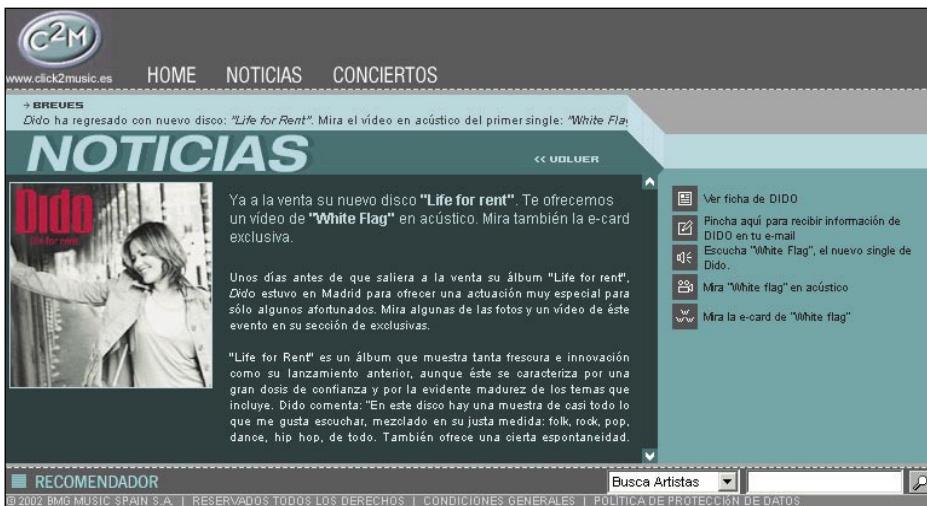 C2M
www.click2music.es
HOME NOTICIAS CONCIERTOS
BREVES
Dido ha regresado con nuevo disco: "Life for Rent". Mira el vídeo en acústico del primer single: "White Fla
NOTICIAS
<< VOLVER
Dido
life for rent
Ya a la venta su nuevo disco "Life for rent". Te ofrecemos
un vídeo de "White Flag" en acústico. Mira también la e-card
exclusiva.
Unos días antes de que saliera a la venta su álbum "Life for rent",
Dido estuvo en Madrid para ofrecer una actuación muy especial para
sólo algunos afortunados. Mira algunas de las fotos y un vídeo de éste
evento en su sección de exclusivas.
"Life for Rent" es un álbum que muestra tanta frescura e innovación
como su lanzamiento anterior, aunque éste se caracteriza por una
gran dosis de confianza y por la evidente madurez de los temas que
incluye. Dido comenta: "En este disco hay una muestra de casi todo lo
que me gusta escuchar, mezclado en su justa medida: folk, rock, pop,
dance, hip hop, de todo. También ofrece una cierta espontaneidad.
Ver ficha de DIDO
Pincha aquí para recibir información de
DIDO en tu e-mail
Escucha "White Flag", el nuevo single de
Dido.
Mira "White flag" en acústico
Mira la e-card de "White flag"
RECOMENDADOR
Busca Artistas
© 2002 BMG MUSIC SPAIN S.A. | RESERVADOS TODOS LOS DERECHOS | CONDICIONES GENERALES | POLÍTICA DE PROTECCIÓN DE DATOS